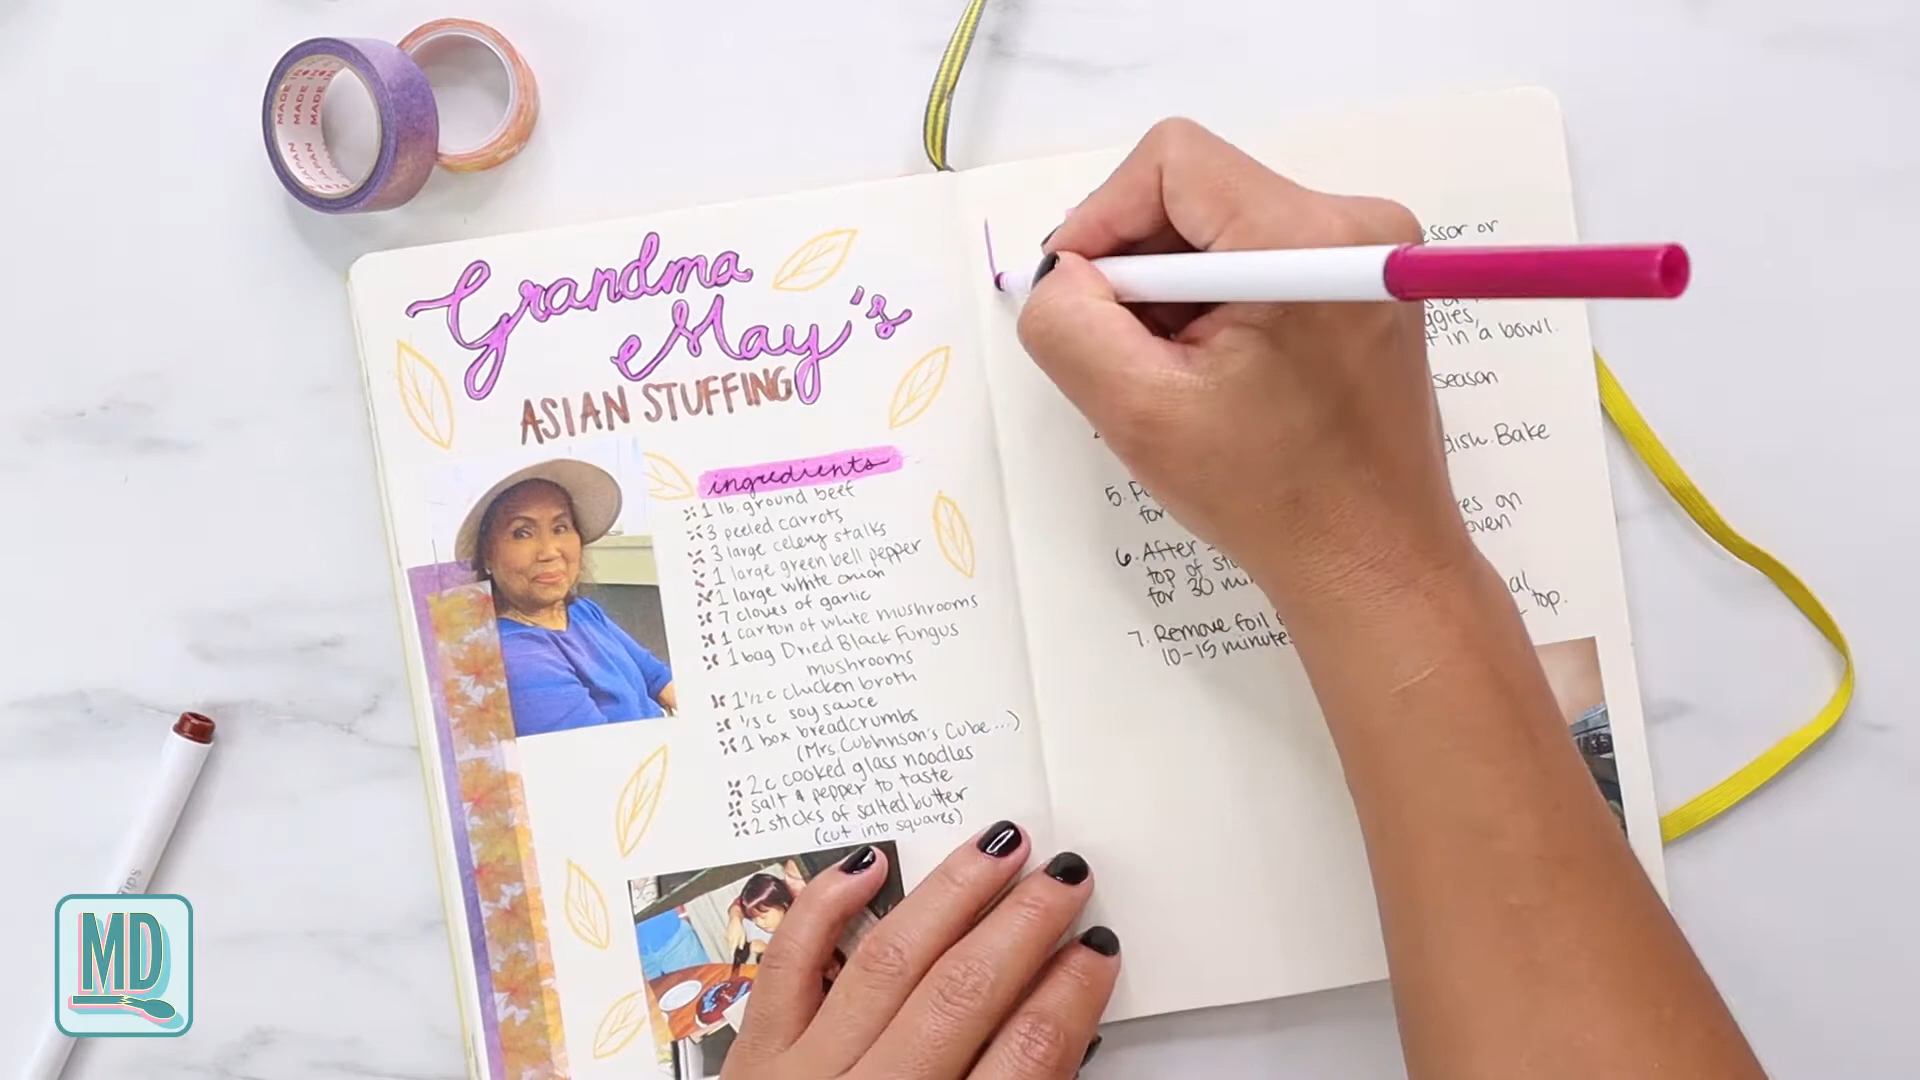 MADE IN
JAPAN
Grandma
May's
ASIAN STUFFING
ingredients
1 lb. ground beef
3 peeled carrots
3 large celery stalks
1 large green bell pepper
1 large white onion
7 cloves of garlic
1 carton of white mushrooms
1 bag Dried Black Fungus
mushrooms
1 1/2 c chicken broth
1/3 c soy sauce
1 box breadcrumbs
(Mrs. Cubhnson's Cube...)
2 c cooked glass noodles
salt & pepper to taste
2 sticks of salted butter
(cut into squares)
essor or
ggies,
in a bowl.
season
dish. Bake
5.
for
res on
oven
6. After
top of
for 30
al
top.
7. Remove foil
10-15 minutes
Tips
MD